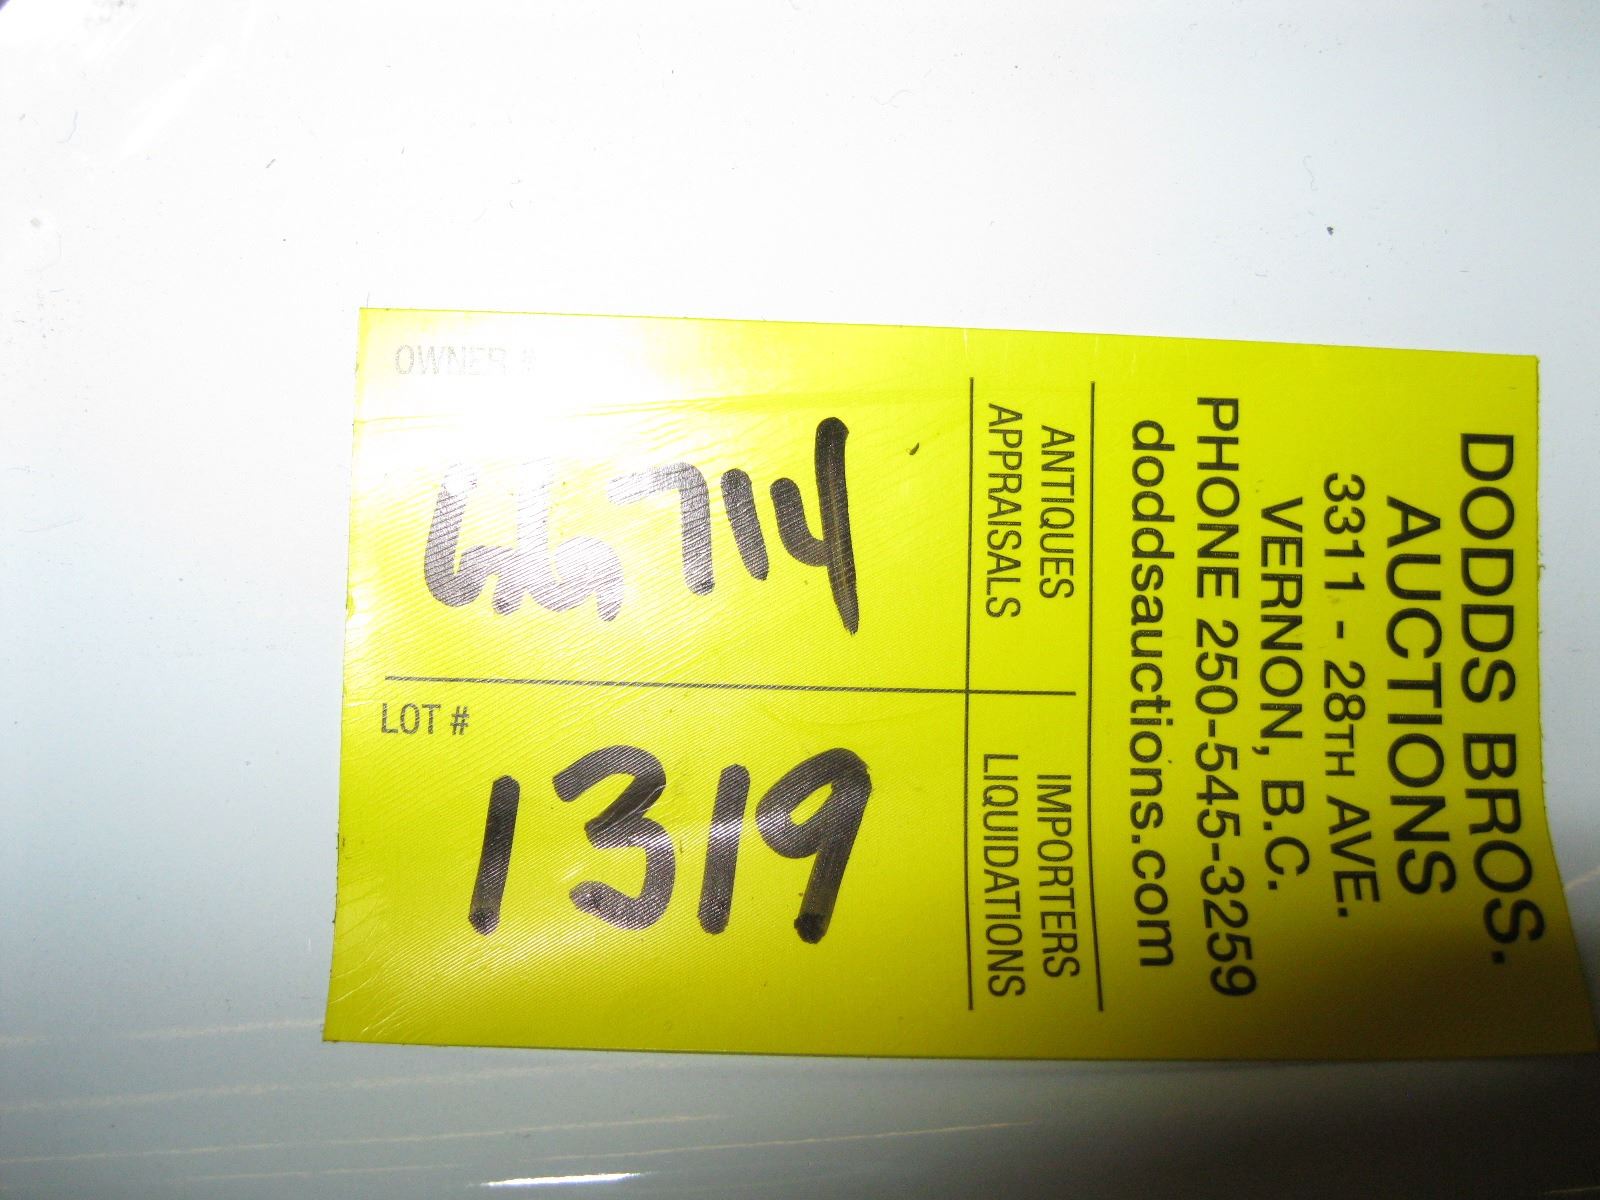 DODDS BROS.
AUCTIONS
3311 - 28TH AVE.
VERNON, B.C.
PHONE 250-545-3259
doddsauctions.com
ANTIQUES IMPORTERS
APPRAISALS LIQUIDATIONS
OWNER #
714
LOT #
1319